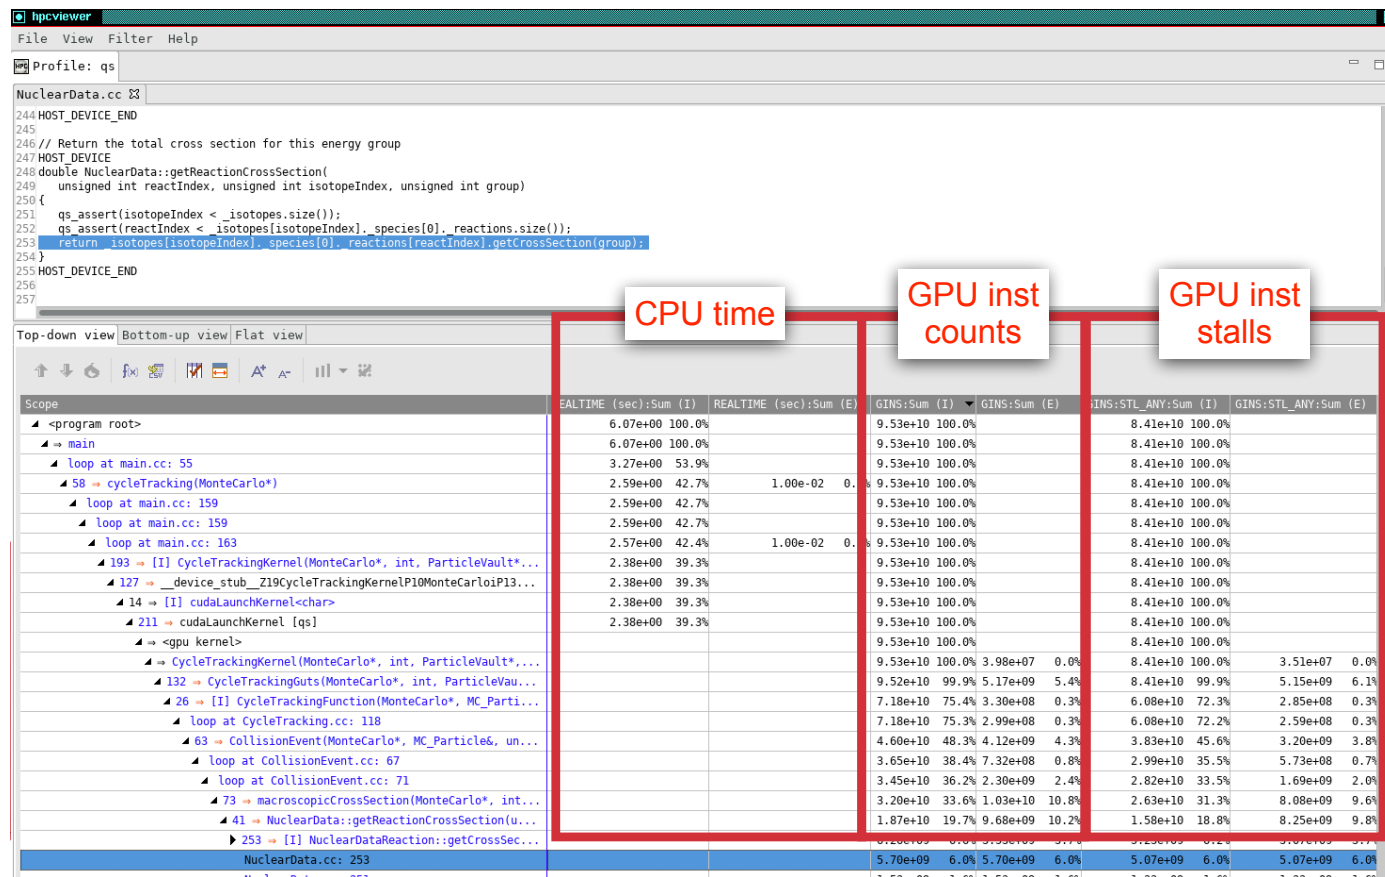 hpcviewer
File View Filter Help
Profile: qs
NuclearData.cc
244 HOST_DEVICE_END
245
246 // Return the total cross section for this energy group
247 HOST_DEVICE
248 double NuclearData::getReactionCrossSection(
249 unsigned int reactIndex, unsigned int isotopeIndex, unsigned int group)
250 {
251 qs_assert(isotopeIndex < _isotopes.size());
252 qs_assert(reactIndex < _isotopes[isotopeIndex]._species[0]._reactions.size());
253 return _isotopes[isotopeIndex]._species[0]._reactions[reactIndex].getCrossSection(group);
254 }
255 HOST_DEVICE_END
256
257
CPU time
GPU inst
counts
GPU inst
stalls
Top-down view Bottom-up view Flat view
Scope EALTIME (sec):Sum (I) REALTIME (sec):Sum (E) GINS:Sum (I) GINS:Sum (E) GINS:STL_ANY:Sum (I) GINS:STL_ANY:Sum (E)
<program root> 6.07e+00 100.0% 9.53e+10 100.0% 8.41e+10 100.0%
⇒ main 6.07e+00 100.0% 9.53e+10 100.0% 8.41e+10 100.0%
loop at main.cc: 55 3.27e+00 53.9% 9.53e+10 100.0% 8.41e+10 100.0%
58 ⇒ cycleTracking(MonteCarlo*) 2.59e+00 42.7% 1.00e-02 0. 9.53e+10 100.0% 8.41e+10 100.0%
loop at main.cc: 159 2.59e+00 42.7% 9.53e+10 100.0% 8.41e+10 100.0%
loop at main.cc: 159 2.59e+00 42.7% 9.53e+10 100.0% 8.41e+10 100.0%
loop at main.cc: 163 2.57e+00 42.4% 1.00e-02 0. 9.53e+10 100.0% 8.41e+10 100.0%
193 ⇒ [I] CycleTrackingKernel(MonteCarlo*, int, ParticleVault*... 2.38e+00 39.3% 9.53e+10 100.0% 8.41e+10 100.0%
127 ⇒ __device_stub__Z19CycleTrackingKernelP10MonteCarloiP13... 2.38e+00 39.3% 9.53e+10 100.0% 8.41e+10 100.0%
14 ⇒ [I] cudaLaunchKernel<char> 2.38e+00 39.3% 9.53e+10 100.0% 8.41e+10 100.0%
211 ⇒ cudaLaunchKernel [qs] 2.38e+00 39.3% 9.53e+10 100.0% 8.41e+10 100.0%
⇒ <gpu kernel> 9.53e+10 100.0% 8.41e+10 100.0%
⇒ CycleTrackingKernel(MonteCarlo*, int, ParticleVault*,... 9.53e+10 100.0% 3.98e+07 0.0% 8.41e+10 100.0% 3.51e+07 0.0%
132 ⇒ CycleTrackingGuts(MonteCarlo*, int, ParticleVau... 9.52e+10 99.9% 5.17e+09 5.4% 8.41e+10 99.9% 5.15e+09 6.1%
26 ⇒ [I] CycleTrackingFunction(MonteCarlo*, MC_Parti... 7.18e+10 75.4% 3.30e+08 0.3% 6.08e+10 72.3% 2.85e+08 0.3%
loop at CycleTracking.cc: 118 7.18e+10 75.3% 2.99e+08 0.3% 6.08e+10 72.2% 2.59e+08 0.3%
63 ⇒ CollisionEvent(MonteCarlo*, MC_Particle&, un... 4.60e+10 48.3% 4.12e+09 4.3% 3.83e+10 45.6% 3.20e+09 3.8%
loop at CollisionEvent.cc: 67 3.65e+10 38.4% 7.32e+08 0.8% 2.99e+10 35.5% 5.73e+08 0.7%
loop at CollisionEvent.cc: 71 3.45e+10 36.2% 2.30e+09 2.4% 2.82e+10 33.5% 1.69e+09 2.0%
73 ⇒ macroscopicCrossSection(MonteCarlo*, int... 3.20e+10 33.6% 1.03e+10 10.8% 2.63e+10 31.3% 8.08e+09 9.6%
41 ⇒ NuclearData::getReactionCrossSection(u... 1.87e+10 19.7% 9.68e+09 10.2% 1.58e+10 18.8% 8.25e+09 9.8%
253 ⇒ [I] NuclearDataReaction::getCrossSec...
NuclearData.cc: 253 5.70e+09 6.0% 5.70e+09 6.0% 5.07e+09 6.0% 5.07e+09 6.0%